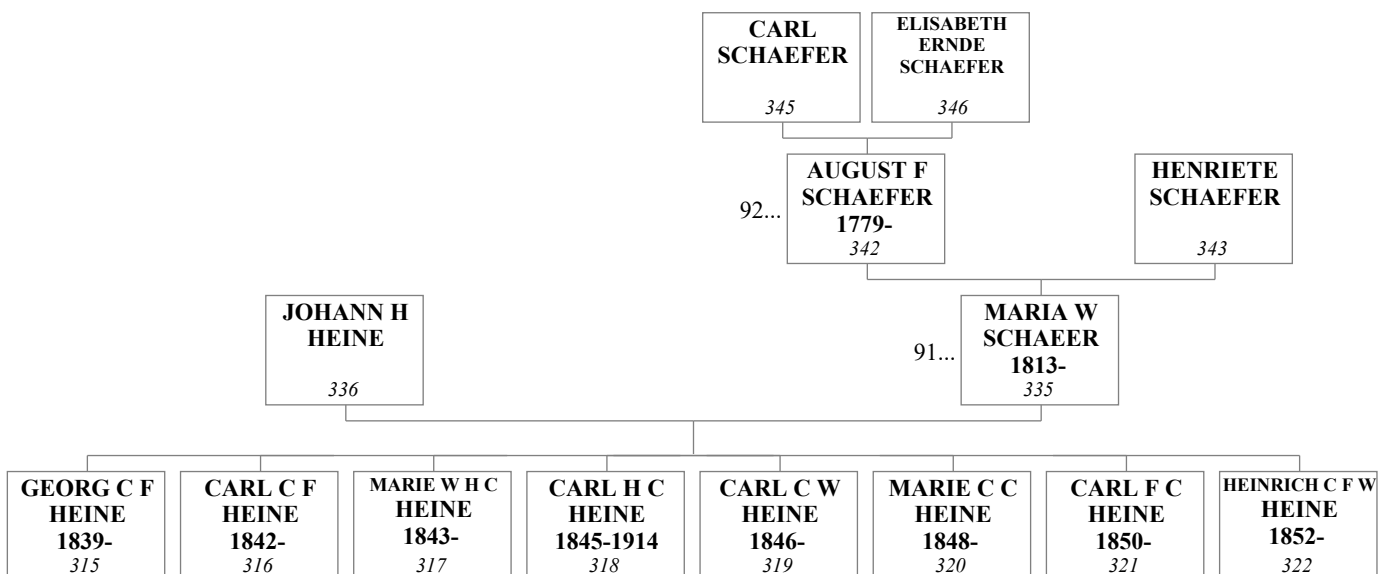 CARL
SCHAEFER
345
ELISABETH
ERNDE
SCHAEFER
346
92...
AUGUST F
SCHAEFER
1779-
342
HENRIETE
SCHAEFER
343
JOHANN H
HEINE
336
91...
MARIA W
SCHAEER
1813-
335
GEORG C F
HEINE
1839-
315
CARL C F
HEINE
1842-
316
MARIE W H C
HEINE
1843-
317
CARL H C
HEINE
1845-1914
318
CARL C W
HEINE
1846-
319
MARIE C C
HEINE
1848-
320
CARL F C
HEINE
1850-
321
HEINRICH C F W
HEINE
1852-
322